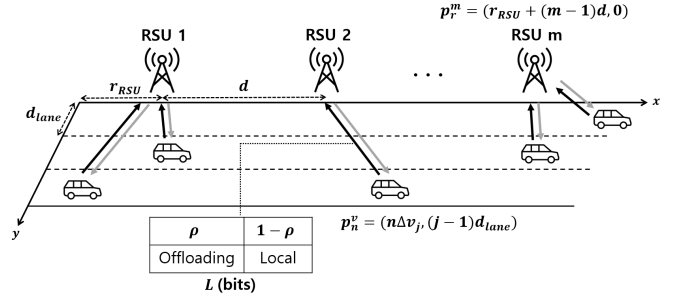 p_r^m = (r_RSU + (m − 1)d, 0)
RSU 1 RSU 2 RSU m
r_RSU d . . .
x
d_lane
y
p_n^v = (nΔv_j, (j − 1)d_lane)
ρ 1 − ρ
Offloading Local
L (bits)